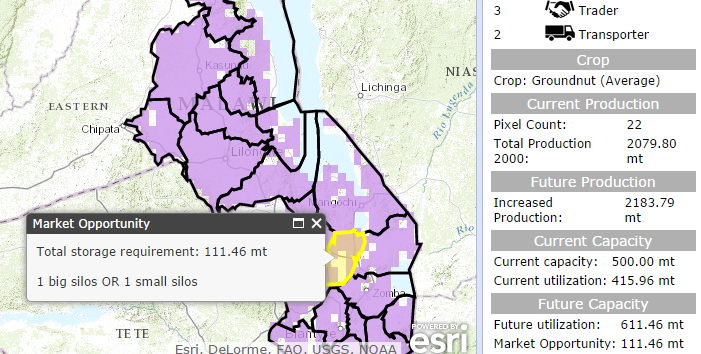 Kasungu
MALAWI
Lichinga
NIAS
EASTERN
Rio Lugenda
Chipata
Lilon
Mangochi
Market Opportunity
Total storage requirement: 111.46 mt
1 big silos OR 1 small silos
Zomba
TETE
Blantyre
POWERED BY
esri
Esri, DeLorme, FAO, USGS, NOAA
3 Trader
2 Transporter
Crop
Crop: Groundnut (Average)
Current Production
Pixel Count: 22
Total Production 2079.80
2000: mt
Future Production
Increased 2183.79
Production: mt
Current Capacity
Current capacity: 500.00 mt
Current utilization: 415.96 mt
Future Capacity
Future utilization: 611.46 mt
Market Opportunity: 111.46 mt